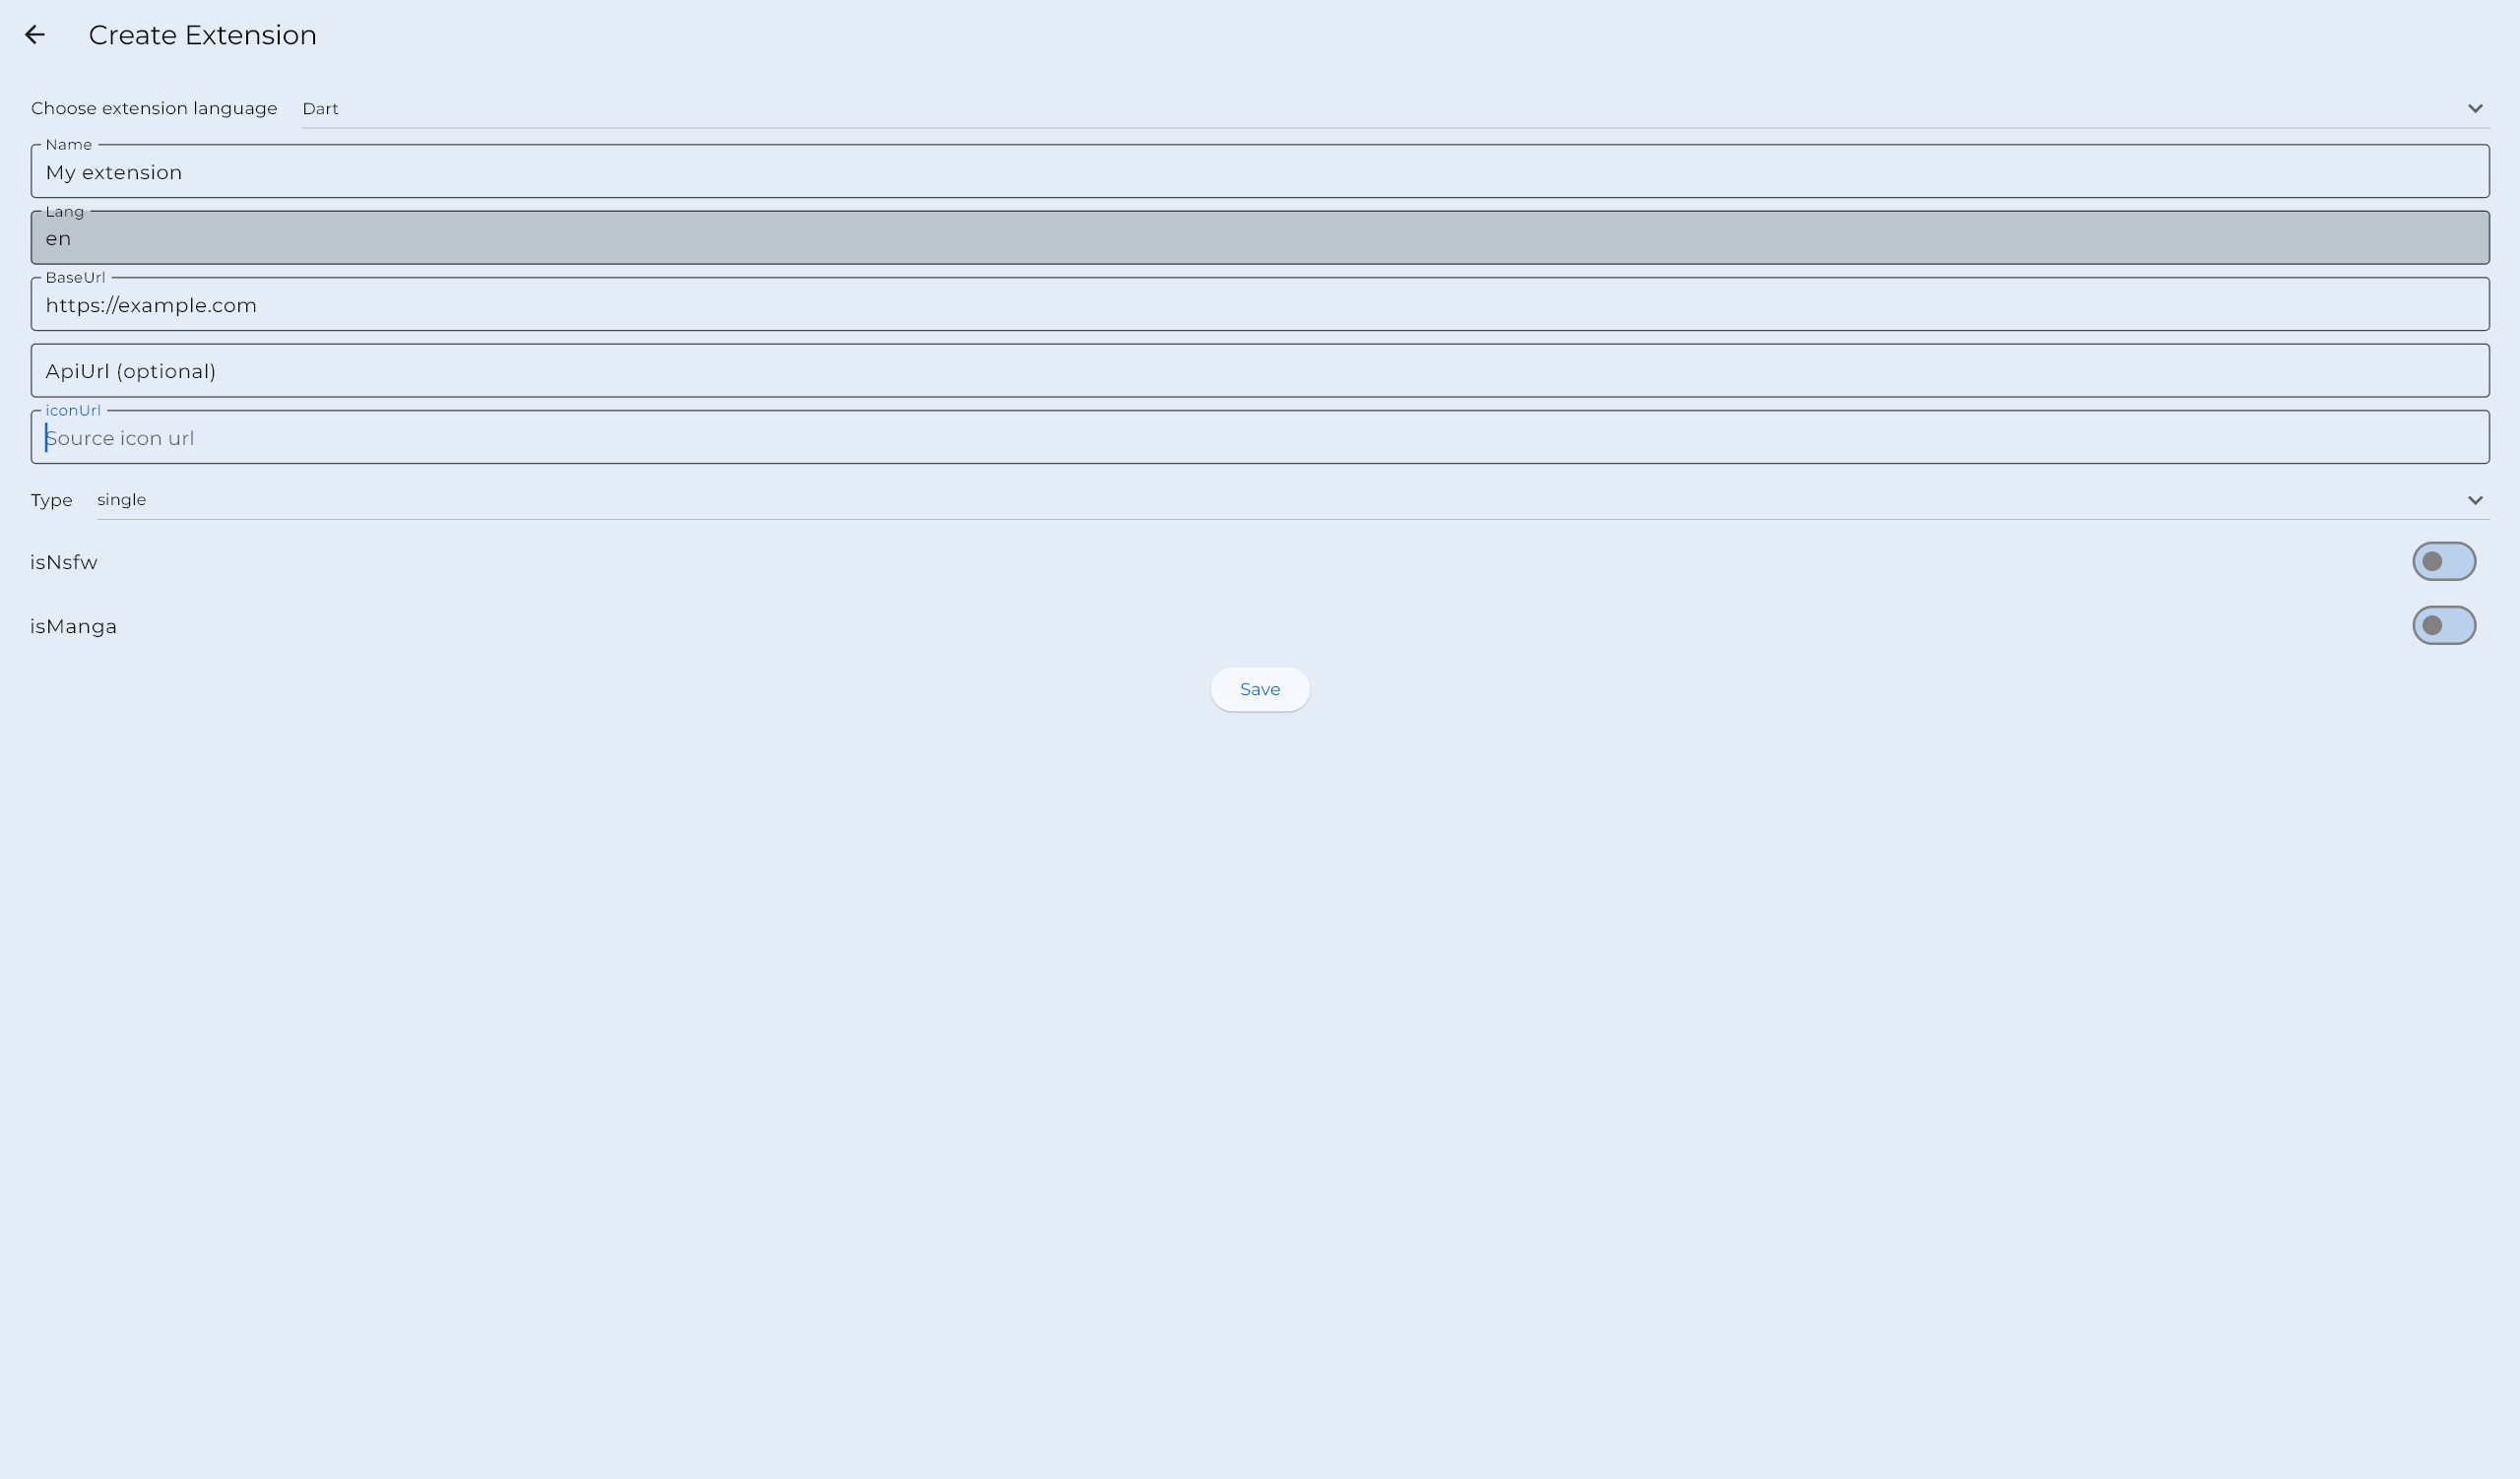 Create Extension
Choose extension language Dart
Name
My extension
Lang
en
BaseUrl
https://example.com
ApiUrl (optional)
iconUrl
Source icon url
Type single
isNsfw
isManga
Save